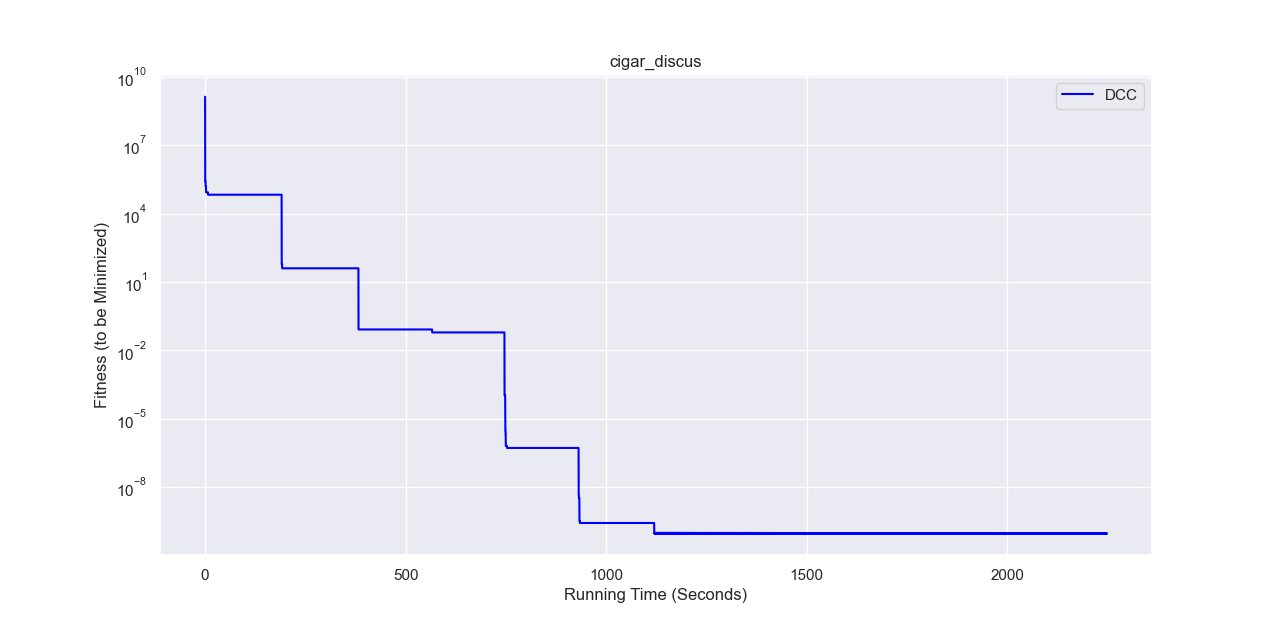 cigar_discus
DCC
Fitness (to be Minimized)
10^10
10^7
10^4
10^1
10^−2
10^−5
10^−8
0 500 1000 1500 2000
Running Time (Seconds)